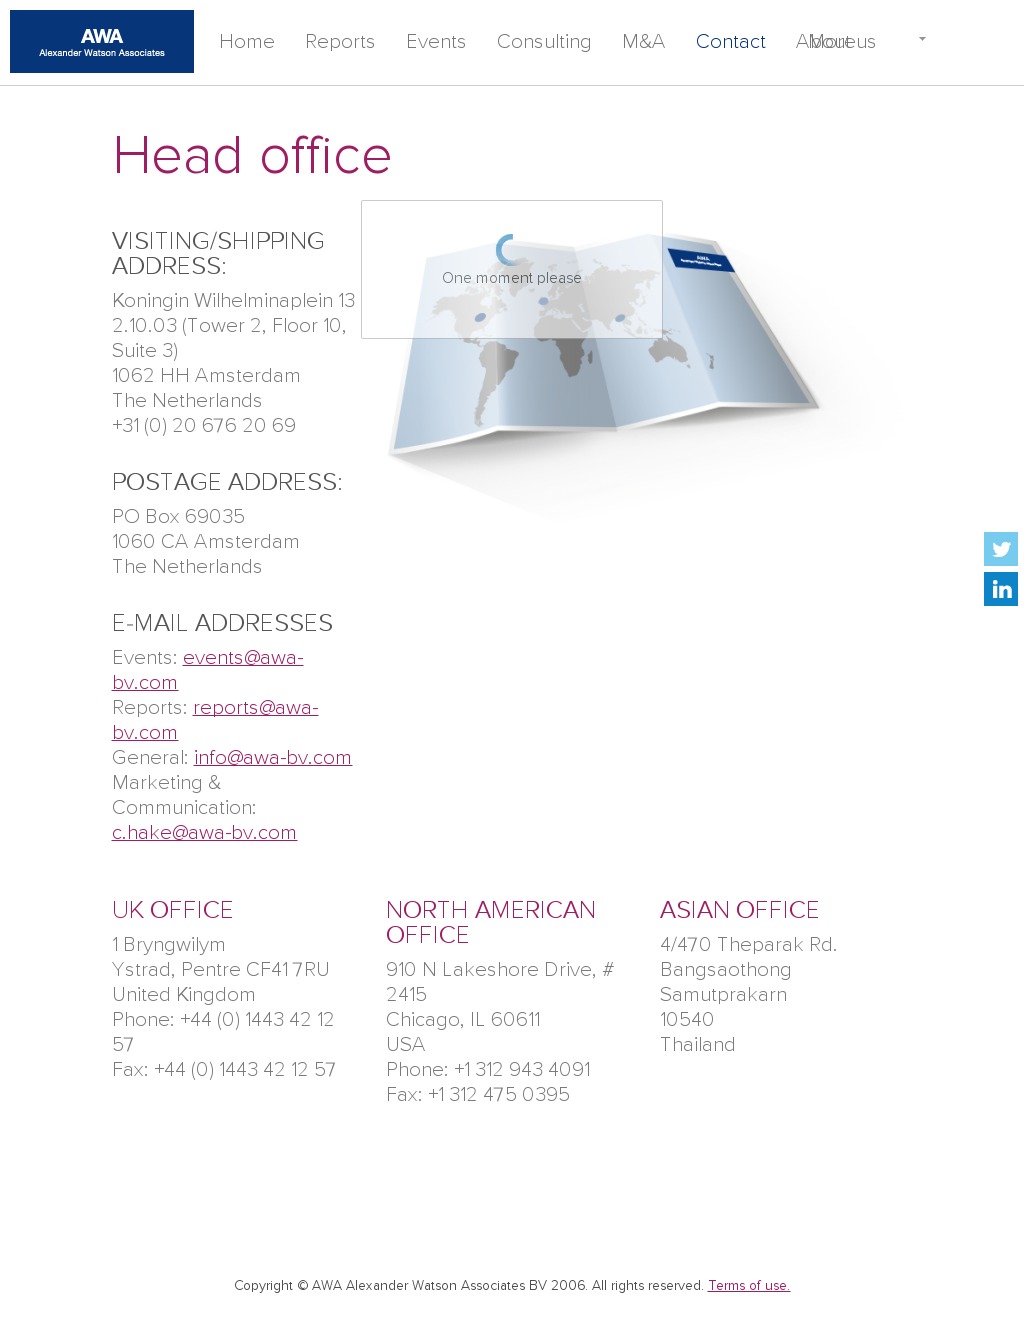 AWA
Alexander Watson Associates
Home
Reports
Events
Consulting
M&A
Contact
About us
More
Head office
VISITING/SHIPPING
ADDRESS:
Koningin Wilhelminaplein 13
2.10.03 (Tower 2, Floor 10,
Suite 3)
1062 HH Amsterdam
The Netherlands
+31 (0) 20 676 20 69
One moment please
AWA
POSTAGE ADDRESS:
PO Box 69035
1060 CA Amsterdam
The Netherlands
E-MAIL ADDRESSES
Events: events@awa-
bv.com
Reports: reports@awa-
bv.com
General: info@awa-bv.com
Marketing &
Communication:
c.hake@awa-bv.com
in
UK OFFICE
1 Bryngwilym
Ystrad, Pentre CF41 7RU
United Kingdom
Phone: +44 (0) 1443 42 12
57
Fax: +44 (0) 1443 42 12 57
NORTH AMERICAN
OFFICE
910 N Lakeshore Drive, #
2415
Chicago, IL 60611
USA
Phone: +1 312 943 4091
Fax: +1 312 475 0395
ASIAN OFFICE
4/470 Theparak Rd.
Bangsaothong
Samutprakarn
10540
Thailand
Copyright © AWA Alexander Watson Associates BV 2006. All rights reserved. Terms of use.